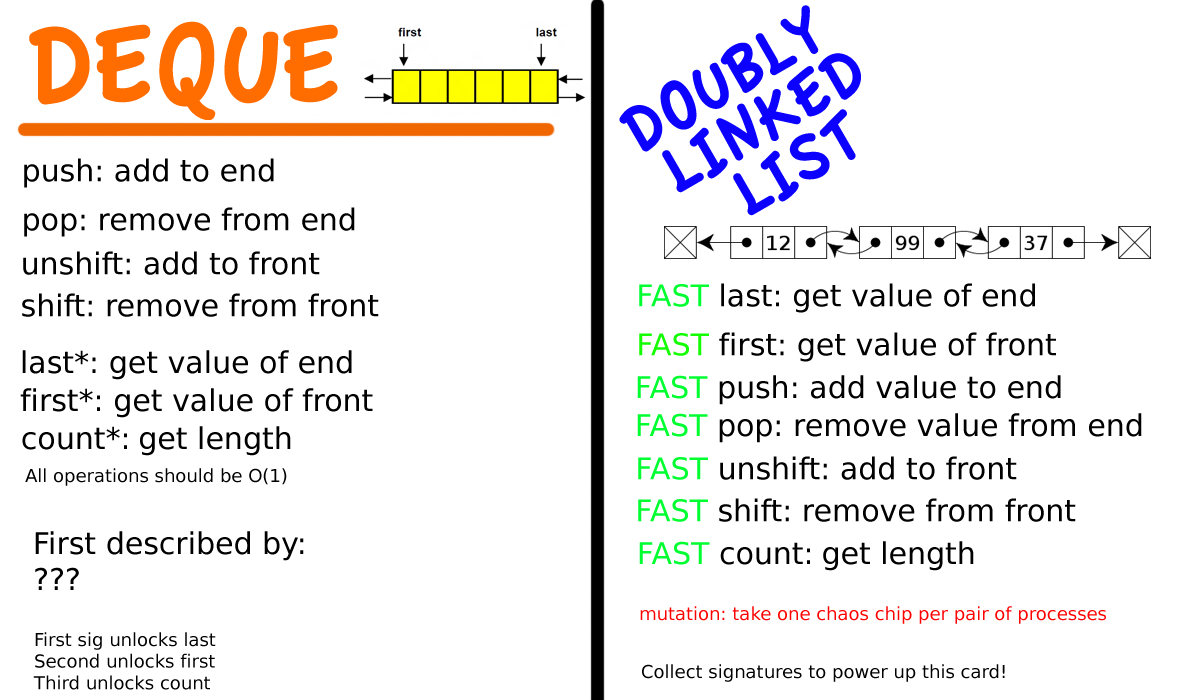 DEQUE
first last
push: add to end
pop: remove from end
unshift: add to front
shift: remove from front
last*: get value of end
first*: get value of front
count*: get length
All operations should be O(1)
First described by:
???
First sig unlocks last
Second unlocks first
Third unlocks count
DOUBLY
LINKED
LIST
12 99 37
FAST last: get value of end
FAST first: get value of front
FAST push: add value to end
FAST pop: remove value from end
FAST unshift: add to front
FAST shift: remove from front
FAST count: get length
mutation: take one chaos chip per pair of processes
Collect signatures to power up this card!